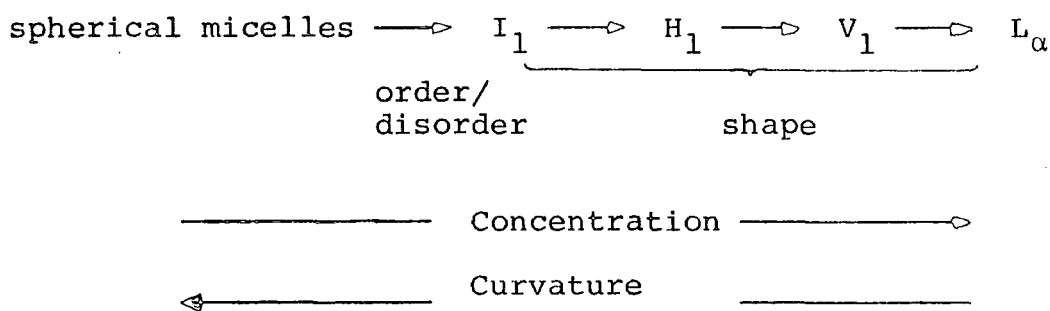 spherical micelles → I₁ → H₁ → V₁ → Lα
order/
disorder shape
Concentration
Curvature